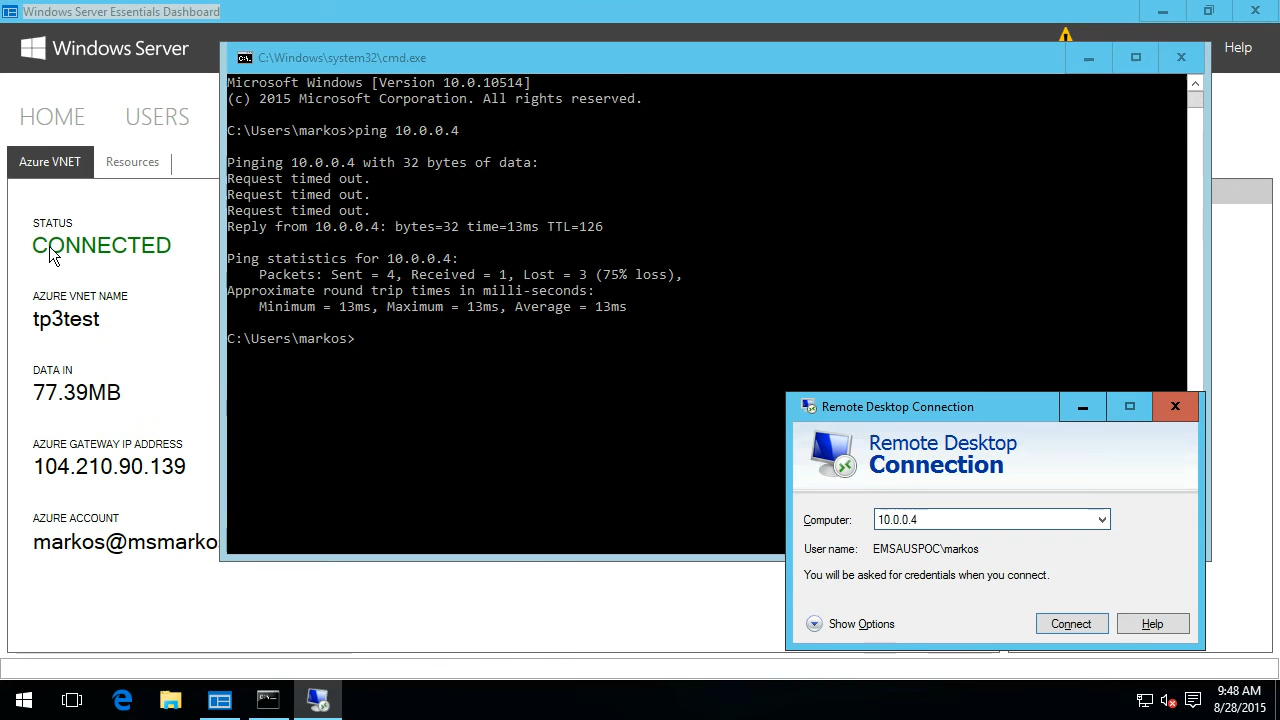 Windows Server Essentials Dashboard
Windows Server
Help
HOME
USERS
Azure VNET
Resources
STATUS
CONNECTED
AZURE VNET NAME
tp3test
DATA IN
77.39MB
AZURE GATEWAY IP ADDRESS
104.210.90.139
AZURE ACCOUNT
markos@msmarko
C:\Windows\system32\cmd.exe
Microsoft Windows [Version 10.0.10514]
(c) 2015 Microsoft Corporation. All rights reserved.
C:\Users\markos>ping 10.0.0.4
Pinging 10.0.0.4 with 32 bytes of data:
Request timed out.
Request timed out.
Request timed out.
Reply from 10.0.0.4: bytes=32 time=13ms TTL=126
Ping statistics for 10.0.0.4:
Packets: Sent = 4, Received = 1, Lost = 3 (75% loss),
Approximate round trip times in milli-seconds:
Minimum = 13ms, Maximum = 13ms, Average = 13ms
C:\Users\markos>
Remote Desktop Connection
Remote Desktop
Connection
Computer: 10.0.0.4
User name: EMSAUSPOC\markos
You will be asked for credentials when you connect.
Show Options
Connect
Help
9:48 AM
8/28/2015